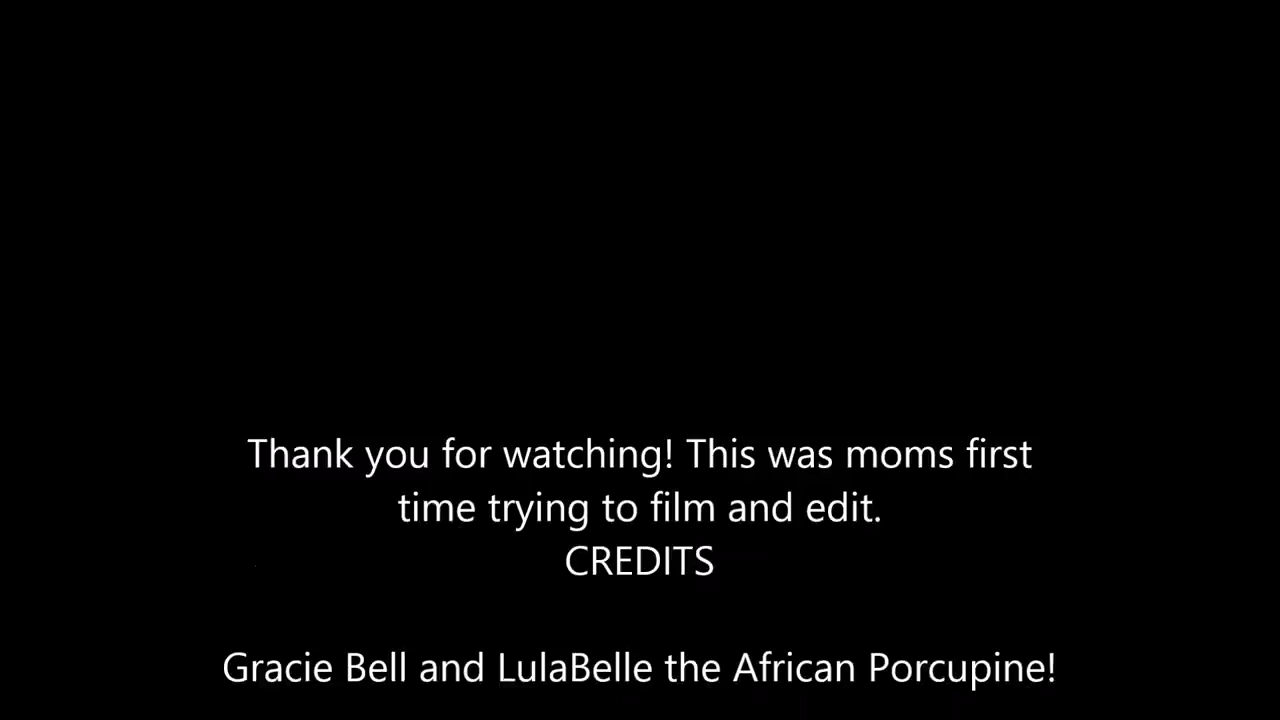 Thank you for watching! This was moms first
time trying to film and edit.
CREDITS
Gracie Bell and LulaBelle the African Porcupine!